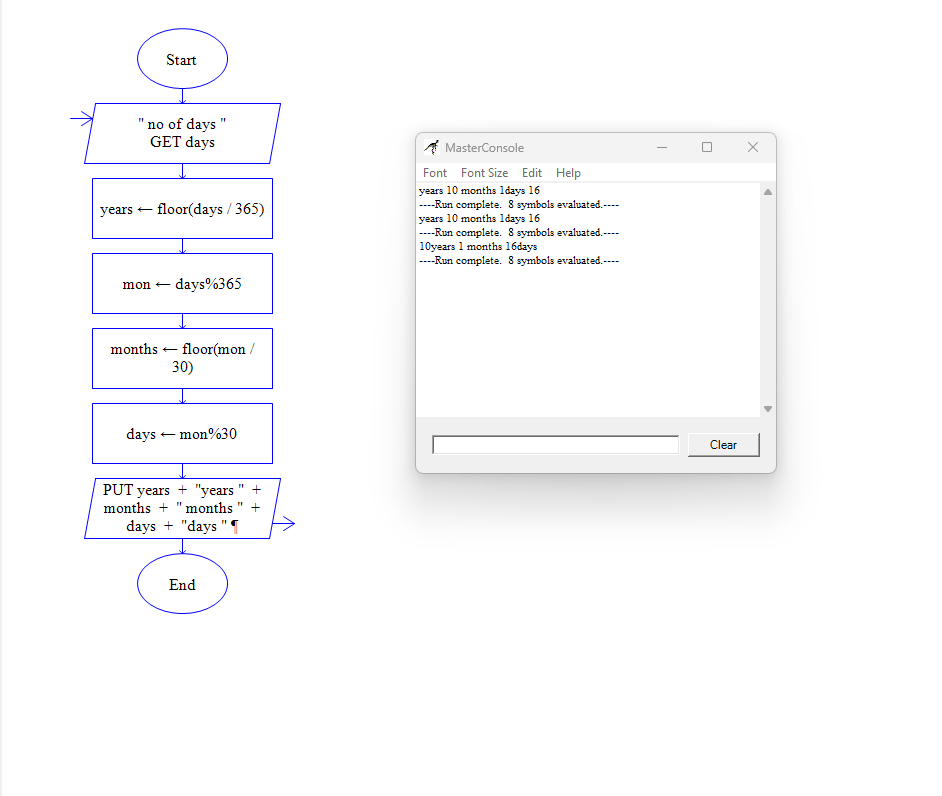 Start
" no of days "
GET days
years ← floor(days / 365)
mon ← days%365
months ← floor(mon /
30)
days ← mon%30
PUT years + "years " +
months + " months " +
days + "days " ¶
End
MasterConsole
Font Font Size Edit Help
years 10 months 1days 16
----Run complete. 8 symbols evaluated.----
years 10 months 1days 16
----Run complete. 8 symbols evaluated.----
10years 1 months 16days
----Run complete. 8 symbols evaluated.----
Clear